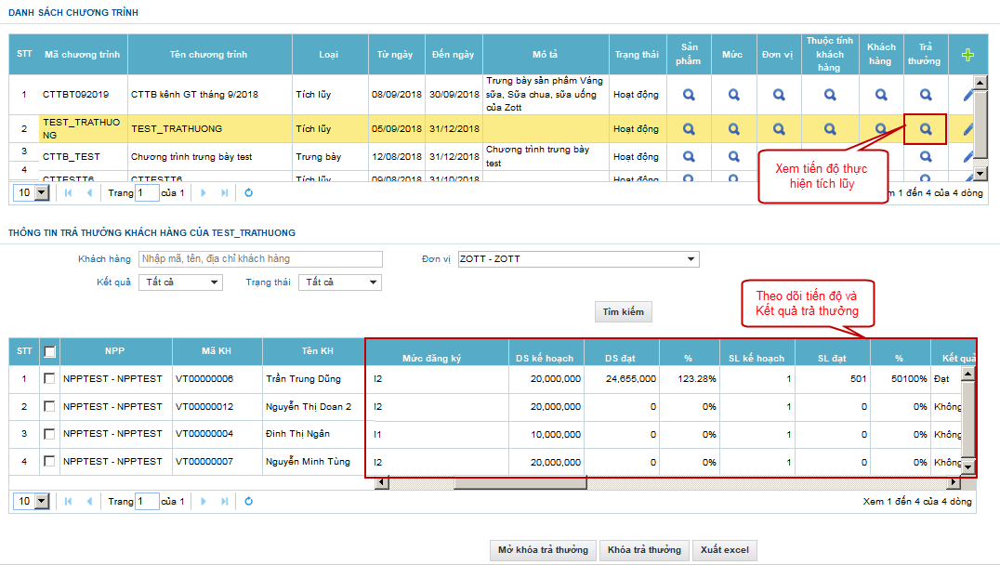 DANH SÁCH CHƯƠNG TRÌNH
STT Mã chương trình Tên chương trình Loại Từ ngày Đến ngày Mô tả Trạng thái Sản phẩm Mức Đơn vị Thuộc tính khách hàng Khách hàng Trả thưởng
1 CTTBT092019 CTTB kênh GT tháng 9/2018 Tích lũy 08/09/2018 30/09/2018 Trưng bày sản phẩm Váng sữa, Sữa chua, sữa uống của Zott Hoạt động
2 TEST_TRATHUONG TEST_TRATHUONG Tích lũy 05/09/2018 31/12/2018 Hoạt động
3 CTTB_TEST Chương trình trưng bày test Trưng bày 12/08/2018 31/12/2018 Chương trình trưng bày test Hoạt động
4 CTTESTT6 CTTESTT6 Tích lũy 09/08/2018 31/10/2018 Hoạt động
Xem tiến độ thực
hiện tích lũy
10 Trang 1 của 1 m 1 đến 4 của 4 dòng
THÔNG TIN TRẢ THƯỞNG KHÁCH HÀNG CỦA TEST_TRATHUONG
Khách hàng Nhập mã, tên, địa chỉ khách hàng Đơn vị ZOTT - ZOTT
Kết quả Tất cả Trạng thái Tất cả
Theo dõi tiến độ và
Kết quả trả thưởng
Tìm kiếm
STT NPP Mã KH Tên KH Mức đăng ký DS kế hoạch DS đạt % SL kế hoạch SL đạt % Kết quả
1 NPPTEST - NPPTEST VT00000006 Trần Trung Dũng I2 20,000,000 24,655,000 123.28% 1 501 50100% Đạt
2 NPPTEST - NPPTEST VT00000012 Nguyễn Thị Doan 2 I2 20,000,000 0 0% 1 0 0% Không
3 NPPTEST - NPPTEST VT00000004 Đinh Thị Ngân I1 10,000,000 0 0% 1 0 0% Không
4 NPPTEST - NPPTEST VT00000007 Nguyễn Minh Tùng I2 20,000,000 0 0% 1 0 0% Không
10 Trang 1 của 1 Xem 1 đến 4 của 4 dòng
Mở khóa trả thưởng Khóa trả thưởng Xuất excel